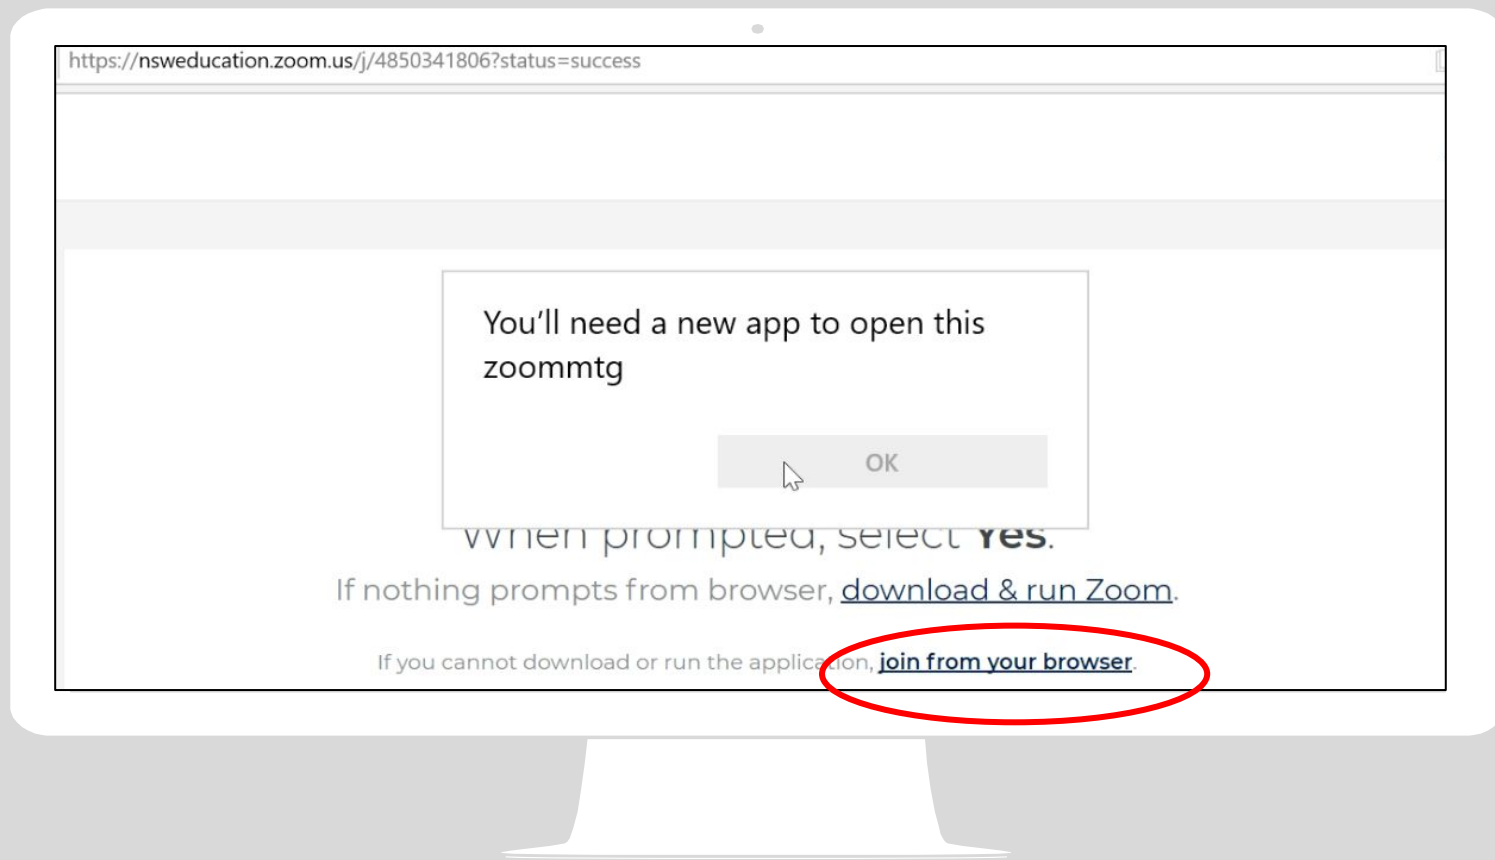 https://nsweducation.zoom.us/j/4850341806?status=success
You'll need a new app to open this
zoommtg
OK
When prompted, select Yes.
If nothing prompts from browser, download & run Zoom.
If you cannot download or run the application, join from your browser.